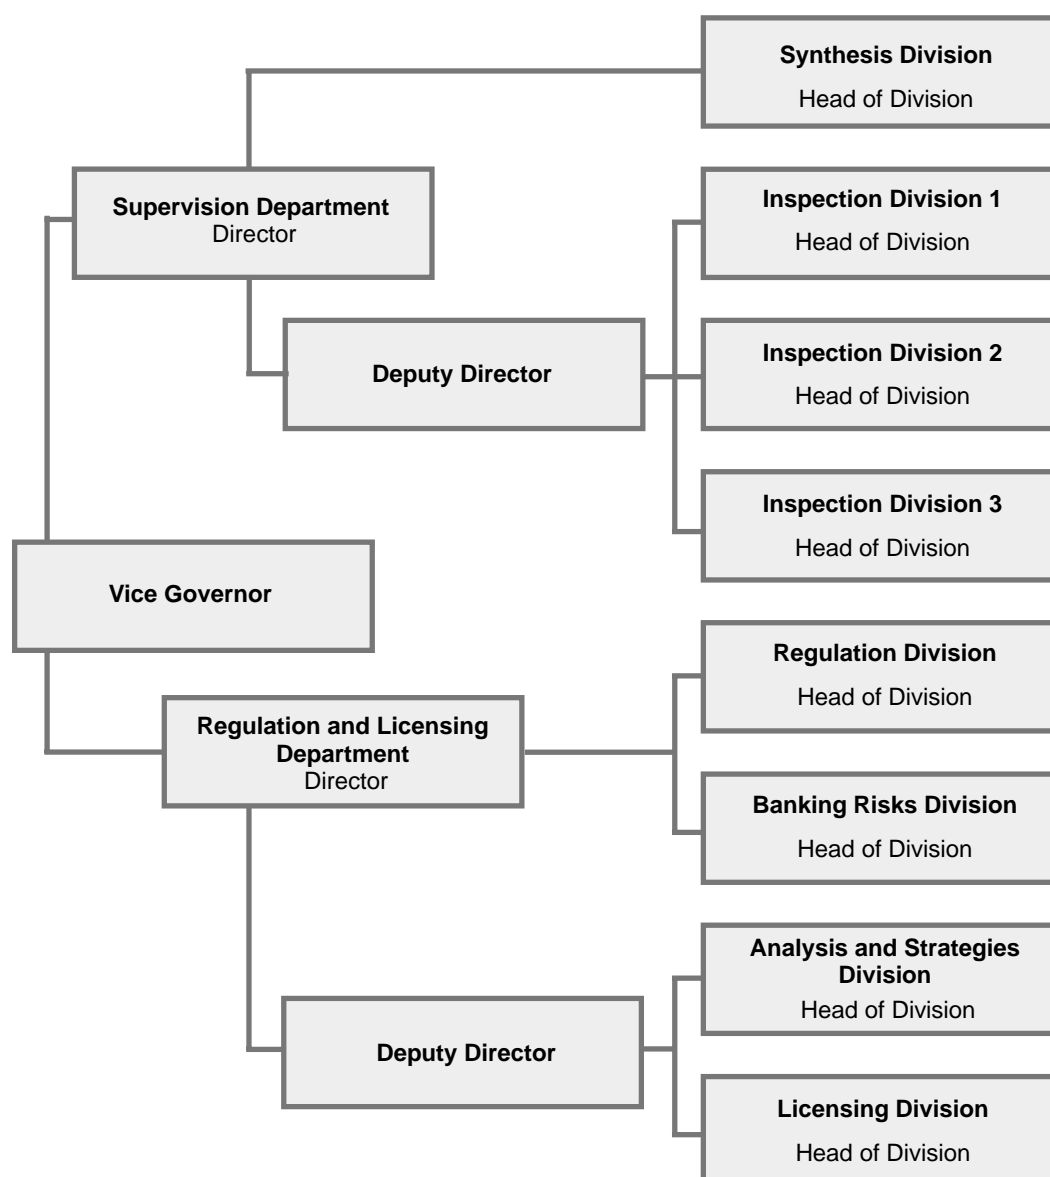 Synthesis Division
Head of Division
Supervision Department
Director
Inspection Division 1
Head of Division
Deputy Director
Inspection Division 2
Head of Division
Inspection Division 3
Head of Division
Vice Governor
Regulation Division
Head of Division
Regulation and Licensing
Department
Director
Banking Risks Division
Head of Division
Analysis and Strategies
Division
Head of Division
Deputy Director
Licensing Division
Head of Division